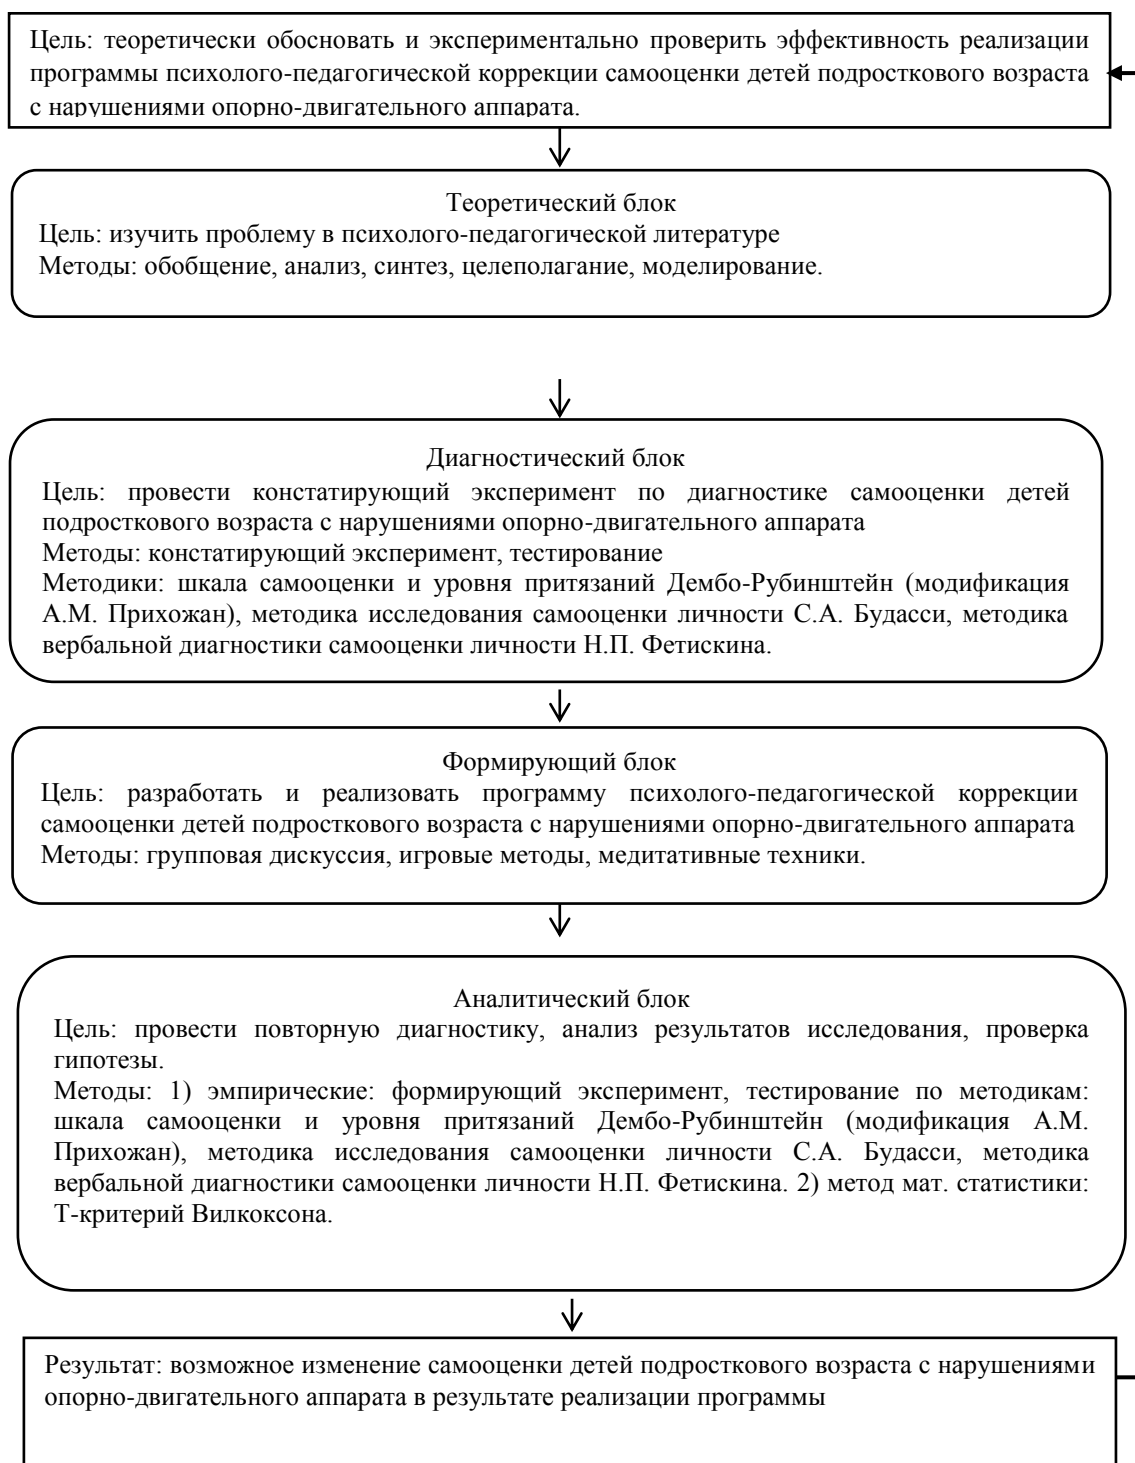 Цель: теоретически обосновать и экспериментально проверить эффективность реализации
программы психолого-педагогической коррекции самооценки детей подросткового возраста
с нарушениями опорно-двигательного аппарата.
Теоретический блок
Цель: изучить проблему в психолого-педагогической литературе
Методы: обобщение, анализ, синтез, целеполагание, моделирование.
Диагностический блок
Цель: провести констатирующий эксперимент по диагностике самооценки детей
подросткового возраста с нарушениями опорно-двигательного аппарата
Методы: констатирующий эксперимент, тестирование
Методики: шкала самооценки и уровня притязаний Дембо-Рубинштейн (модификация
А.М. Прихожан), методика исследования самооценки личности С.А. Будасси, методика
вербальной диагностики самооценки личности Н.П. Фетискина.
Формирующий блок
Цель: разработать и реализовать программу психолого-педагогической коррекции
самооценки детей подросткового возраста с нарушениями опорно-двигательного аппарата
Методы: групповая дискуссия, игровые методы, медитативные техники.
Аналитический блок
Цель: провести повторную диагностику, анализ результатов исследования, проверка
гипотезы.
Методы: 1) эмпирические: формирующий эксперимент, тестирование по методикам:
шкала самооценки и уровня притязаний Дембо-Рубинштейн (модификация А.М.
Прихожан), методика исследования самооценки личности С.А. Будасси, методика
вербальной диагностики самооценки личности Н.П. Фетискина. 2) метод мат. статистики:
Т-критерий Вилкоксона.
Результат: возможное изменение самооценки детей подросткового возраста с нарушениями
опорно-двигательного аппарата в результате реализации программы